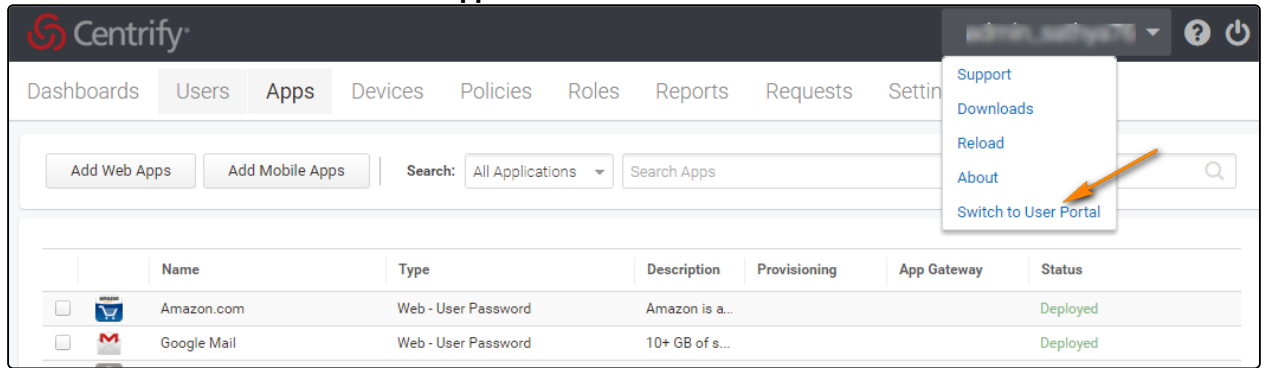 Centrify
Dashboards Users Apps Devices Policies Roles Reports Requests Settin
Support
Downloads
Reload
About
Switch to User Portal
Add Web Apps Add Mobile Apps Search: All Applications Search Apps
Name Type Description Provisioning App Gateway Status
Amazon.com Web - User Password Amazon is a... Deployed
Google Mail Web - User Password 10+ GB of s... Deployed